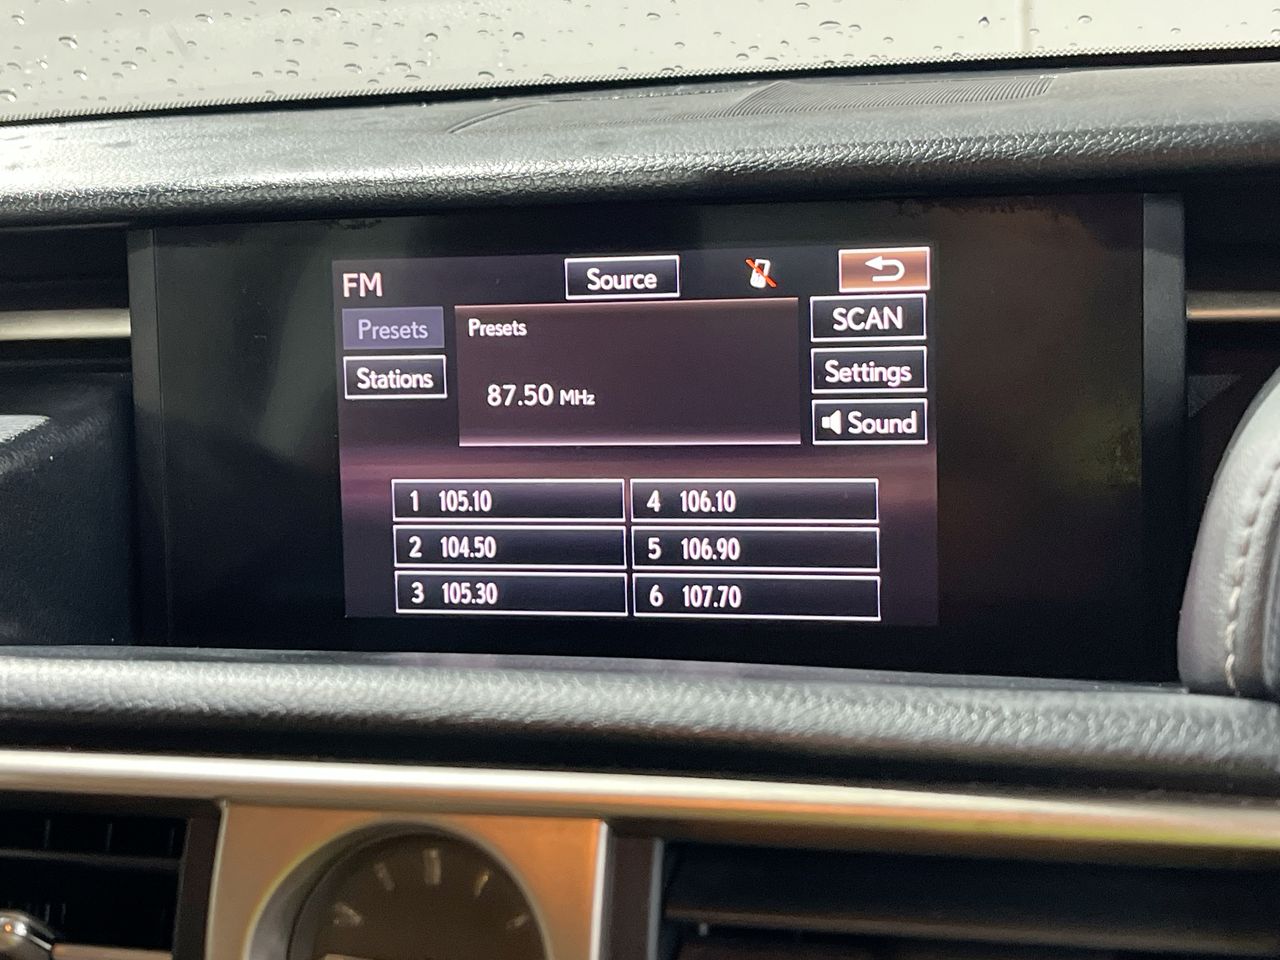 FM
Source
Presets
Stations
Presets
87.50 MHz
SCAN
Settings
Sound
1 105.10
2 104.50
3 105.30
4 106.10
5 106.90
6 107.70